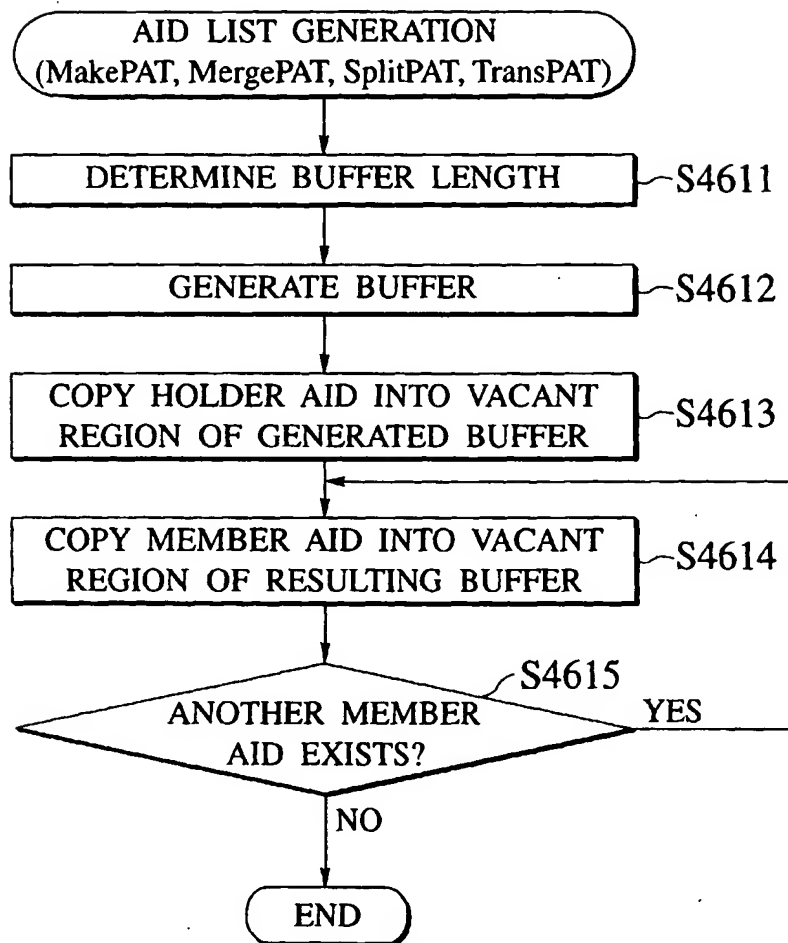 AID LIST GENERATION
(MakePAT, MergePAT, SplitPAT, TransPAT)
DETERMINE BUFFER LENGTH
S4611
GENERATE BUFFER
S4612
COPY HOLDER AID INTO VACANT
REGION OF GENERATED BUFFER
S4613
COPY MEMBER AID INTO VACANT
REGION OF RESULTING BUFFER
S4614
S4615
ANOTHER MEMBER
AID EXISTS?
YES
NO
END